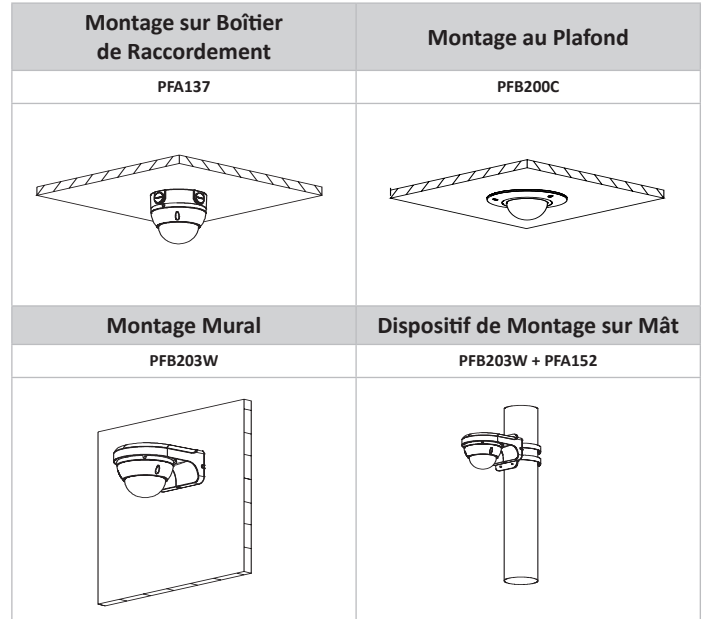 Montage sur Boîtier
de Raccordement
Montage au Plafond
PFA137
PFB200C
Montage Mural
Dispositif de Montage sur Mât
PFB203W
PFB203W + PFA152